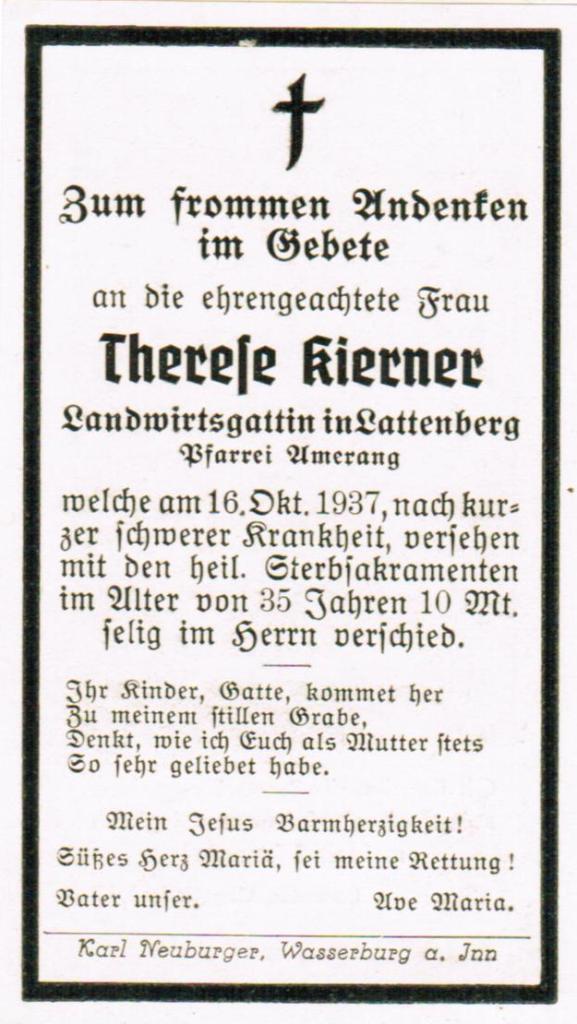 Zum frommen Andenken
im Gebete
an die ehrengeachtete Frau
Therese Kierner
Landwirtsgattin in Lattenberg
Pfarrei Amerang
welche am 16. Okt. 1937, nach kur-
zer schwerer Krankheit, versehen
mit den heil. Sterbsakramenten
im Alter von 35 Jahren 10 Mt.
selig im Herrn verschied.
Ihr Kinder, Gatte, kommet her
Zu meinem stillen Grabe,
Denkt, wie ich Euch als Mutter stets
So sehr geliebet habe.
Mein Jesus Barmherzigkeit!
Süßes Herz Mariä, sei meine Rettung!
Vater unser. Ave Maria.
Karl Neuburger, Wasserburg a. Inn